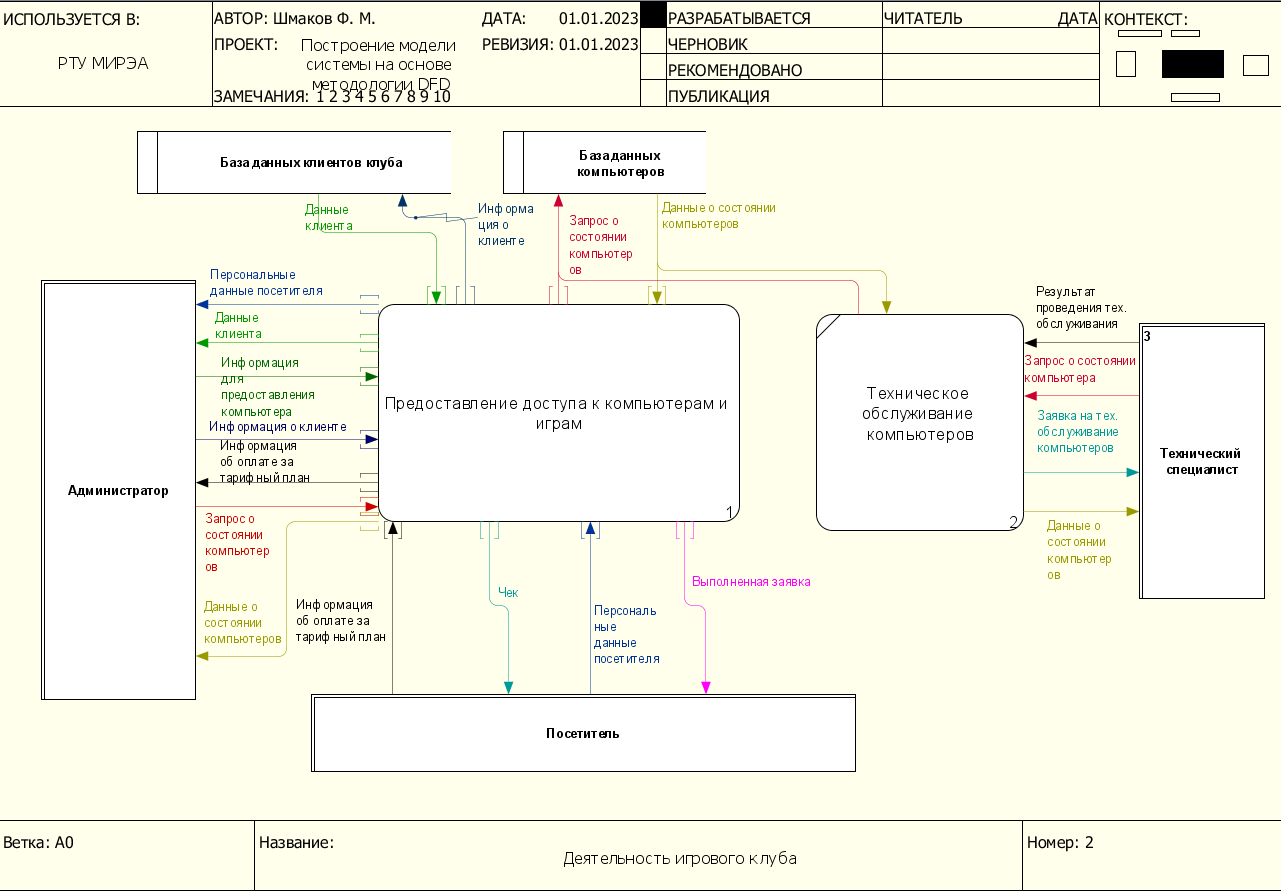 ИСПОЛЬЗУЕТСЯ В:
РТУ МИРЭА
АВТОР: Шмаков Ф. М.
ДАТА: 01.01.2023
ПРОЕКТ: Построение модели
системы на основе
методологии DFD
РЕВИЗИЯ: 01.01.2023
ЗАМЕЧАНИЯ: 1 2 3 4 5 6 7 8 9 10
РАЗРАБАТЫВАЕТСЯ
ЧЕРНОВИК
РЕКОМЕНДОВАНО
ПУБЛИКАЦИЯ
ЧИТАТЕЛЬ
ДАТА
КОНТЕКСТ:
База данных клиентов клуба
База данных
компьютеров
Данные
клиента
Информа
ция о
клиенте
Запрос о
состоянии
компьютер
ов
Данные о состоянии
компьютеров
Персональные
данные посетителя
Данные
клиента
Информация
для
предоставления
компьютера
Информация о клиенте
Информация
об оплате за
тарифный план
Администратор
Запрос о
состоянии
компьютер
ов
Данные о
состоянии
компьютеров
Предоставление доступа к компьютерам и
играм
1
Техническое
обслуживание
компьютеров
2
Результат
проведения тех.
обслуживания
Запрос о состоянии
компьютера
Заявка на тех.
обслуживание
компьютеров
Данные о
состоянии
компьютер
ов
3
Технический
специалист
Информация
об оплате за
тарифный план
Чек
Персональ
ные
данные
посетителя
Выполненная заявка
Посетитель
Ветка: A0
Название:
Деятельность игрового клуба
Номер: 2